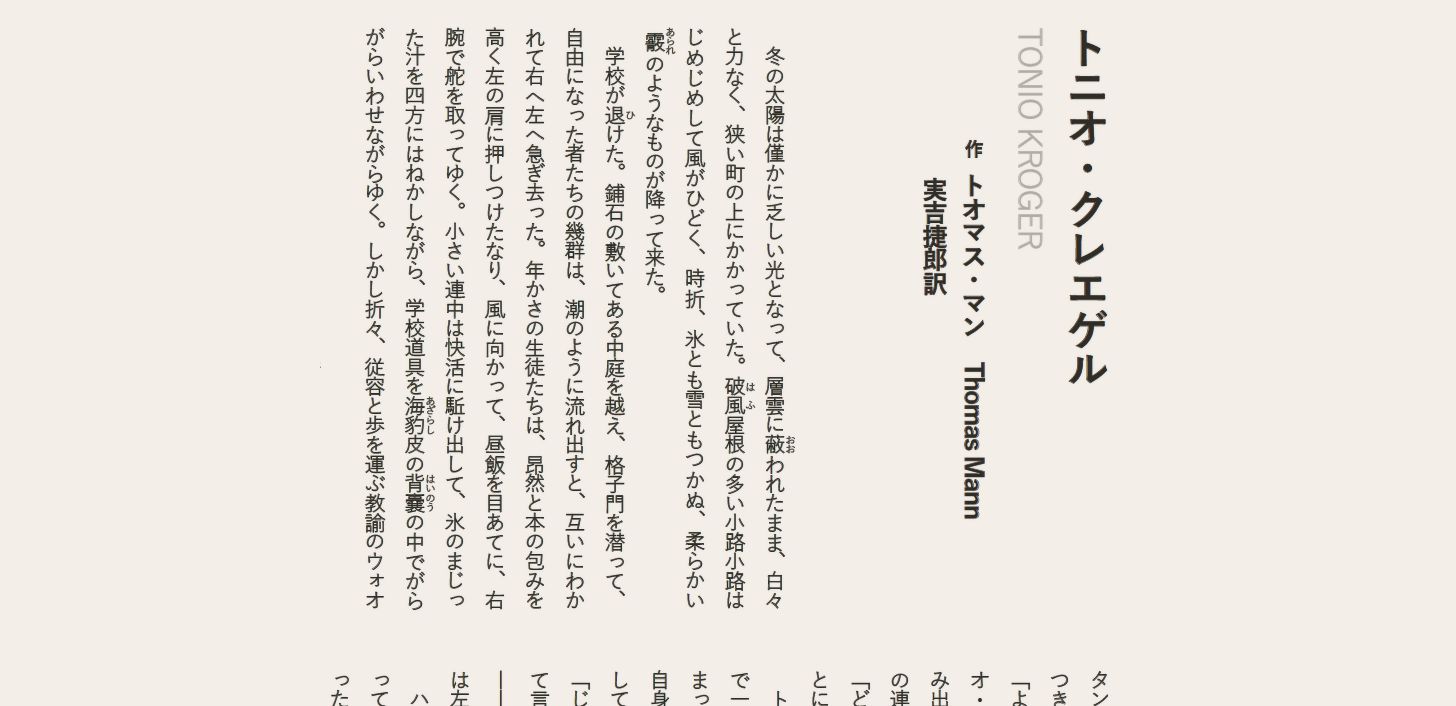 トニオ・クレエゲル
TONIO KROGER
作 トオマス・マン Thomas Mann
実吉捷郎訳
冬の太陽は僅かに乏しい光となって、層雲に蔽われたまま、白々
と力なく、狭い町の上にかかっていた。破風屋根の多い小路小路は
じめじめして風がひどく、時折、氷とも雪ともつかぬ、柔らかい
霰のようなものが降って来た。
学校が退けた。鋪石の敷いてある中庭を越え、格子門を潜って、
自由になった者たちの幾群は、潮のように流れ出すと、互いにわか
れて右へ左へ急ぎ去った。年かさの生徒たちは、昂然と本の包みを
高く左の肩に押しつけたなり、風に向かって、昼飯を目あてに、右
腕で舵を取ってゆく。小さい連中は快活に駈け出して、氷のまじっ
た汁を四方にはねかしながら、学校道具を海豹皮の背嚢の中でがら
がらいわせながらゆく。しかし折々、従容と歩を運ぶ教諭のウォオ
タン
つき
「よ
オ・
み出
の連
「ど
とに
ト
で一
まっ
自身
して
「じ
て言
――
は左
ハ
って
った